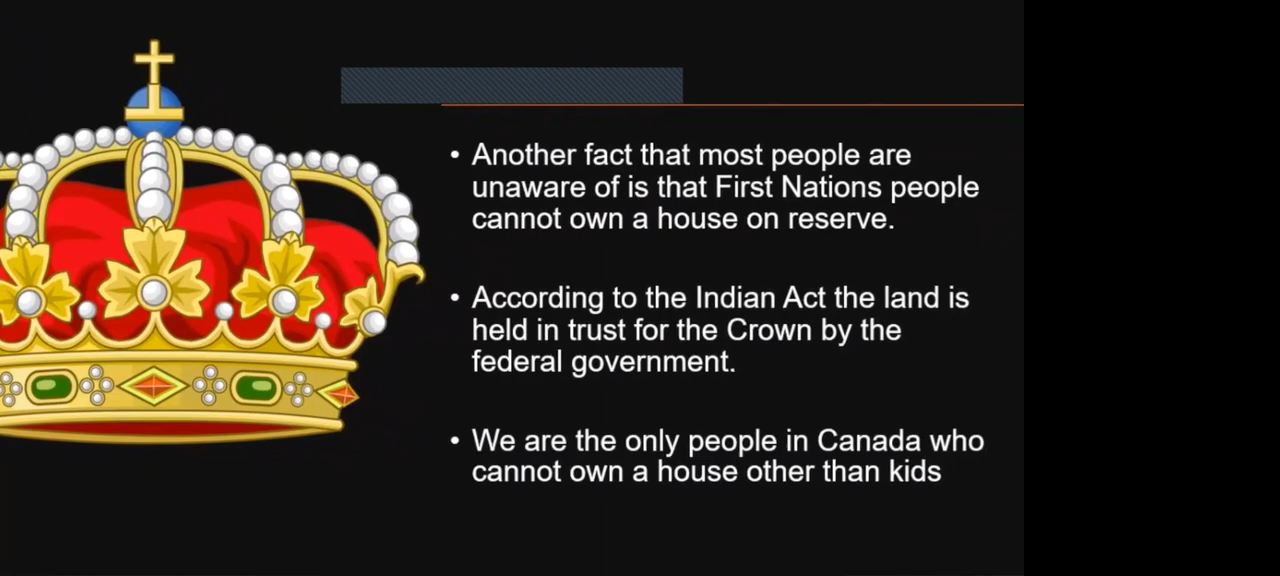 • Another fact that most people are
unaware of is that First Nations people
cannot own a house on reserve.
• According to the Indian Act the land is
held in trust for the Crown by the
federal government.
• We are the only people in Canada who
cannot own a house other than kids